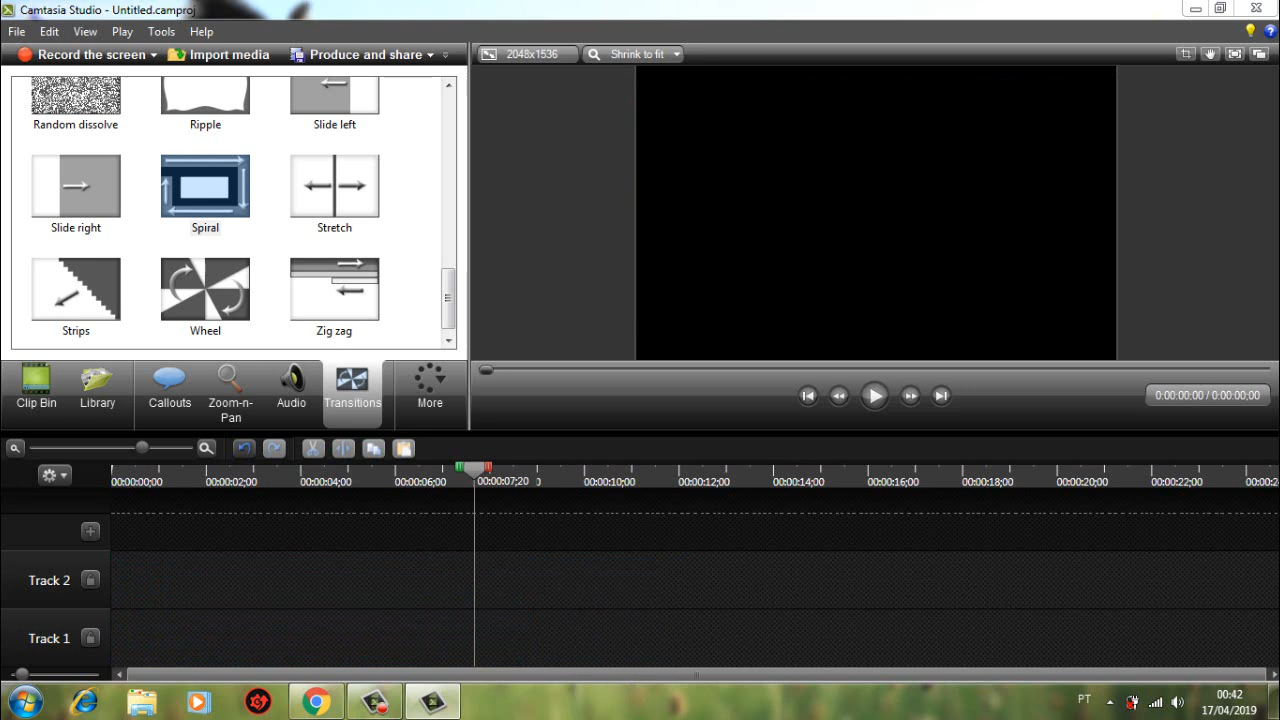 Camtasia Studio - Untitled.camproj
File Edit View Play Tools Help
Record the screen Import media Produce and share
2048x1536 Shrink to fit
Random dissolve Ripple Slide left
Slide right Spiral Stretch
Strips Wheel Zig zag
Clip Bin Library Callouts Zoom-n-Pan Audio Transitions More
0:00:00;00 / 0:00:00;00
00:00:00;00 00:00:02;00 00:00:04;00 00:00:06;00 00:00:07;20 00:00:10;00 00:00:12;00 00:00:14;00 00:00:16;00 00:00:18;00 00:00:20;00 00:00:22;00
Track 2
Track 1
PT
00:42
17/04/2019